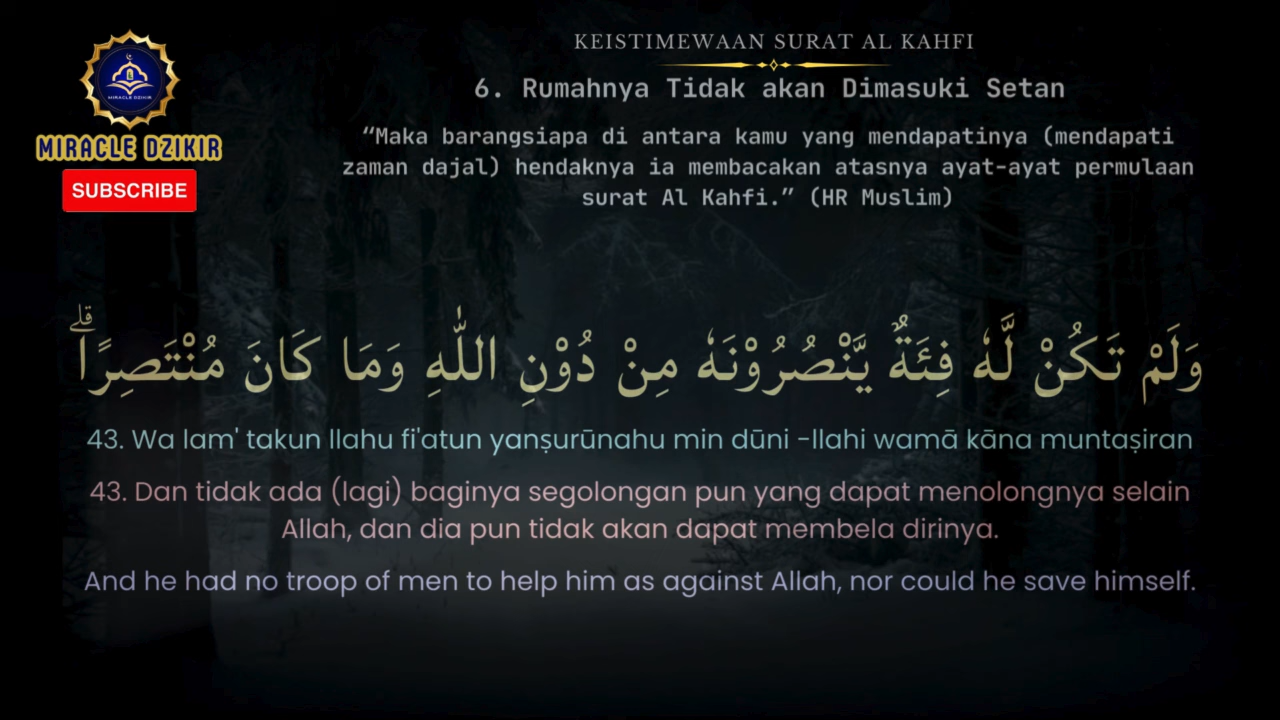 MIRACLE DZIKIR
MIRACLE DZIKIR
SUBSCRIBE
KEISTIMEWAAN SURAT AL KAHFI
6. Rumahnya Tidak akan Dimasuki Setan
“Maka barangsiapa di antara kamu yang mendapatinya (mendapati
zaman dajal) hendaknya ia membacakan atasnya ayat-ayat permulaan
surat Al Kahfi.” (HR Muslim)
وَلَمْ تَكُنْ لَّهٗ فِئَةٌ يَّنْصُرُوْنَهٗ مِنْ دُوْنِ اللّٰهِ وَمَا كَانَ مُنْتَصِرًاۗ
43. Wa lam' takun llahu fi'atun yanṣurūnahu min dūni -llahi wamā kāna muntaṣiran
43. Dan tidak ada (lagi) baginya segolongan pun yang dapat menolongnya selain
Allah, dan dia pun tidak akan dapat membela dirinya.
And he had no troop of men to help him as against Allah, nor could he save himself.